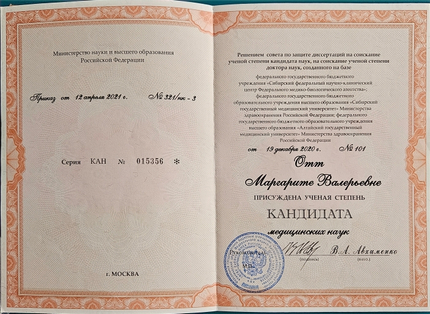 Министерство науки и высшего образования
Российской Федерации
Приказ от 12 апреля 2021 г. № 321/нк - 3
Серия КАН № 015356 *
г. МОСКВА
Решением совета по защите диссертаций на соискание
ученой степени кандидата наук, на соискание ученой степени
доктора наук, созданного на базе
федерального государственного бюджетного
учреждения «Сибирский федеральный научно-клинический
центр Федерального медико-биологического агентства»,
федерального государственного бюджетного
образовательного учреждения высшего образования «Сибирский
государственный медицинский университет» Министерства
здравоохранения Российской Федерации, федерального
государственного бюджетного образовательного учреждения
высшего образования «Алтайский государственный
медицинский университет» Министерства здравоохранения
Российской Федерации
от 19 декабря 2020 г. № 101
Отт
Маргарите Валерьевне
ПРИСУЖДЕНА УЧЕНАЯ СТЕПЕНЬ
КАНДИДАТА
медицинских наук
В.А. Авхименко